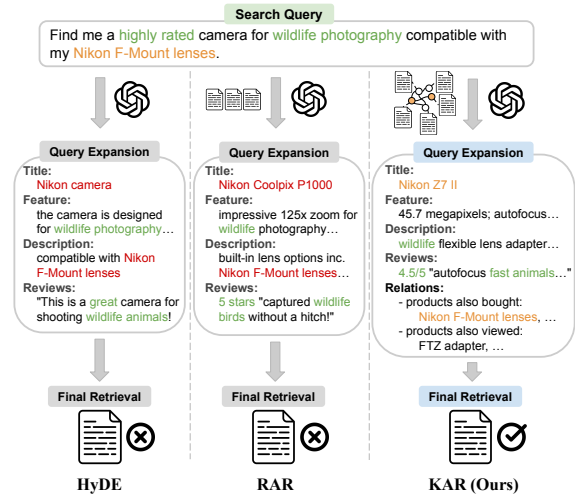 Search Query
Find me a highly rated camera for wildlife photography compatible with
my Nikon F-Mount lenses.
Query Expansion
Title:
Nikon camera
Feature:
the camera is designed
for wildlife photography…
Description:
compatible with Nikon
F-Mount lenses
Reviews:
"This is a great camera for
shooting wildlife animals!
Final Retrieval
HyDE
Query Expansion
Title:
Nikon Coolpix P1000
Feature:
impressive 125x zoom for
wildlife photography…
Description:
built-in lens options inc.
Nikon F-Mount lenses…
Reviews:
5 stars "captured wildlife
birds without a hitch!"
Final Retrieval
RAR
Query Expansion
Title:
Nikon Z7 II
Feature:
45.7 megapixels; autofocus…
Description:
wildlife flexible lens adapter…
Reviews:
4.5/5 "autofocus fast animals…"
Relations:
- products also bought:
Nikon F-Mount lenses, …
- products also viewed:
FTZ adapter, …
Final Retrieval
KAR (Ours)